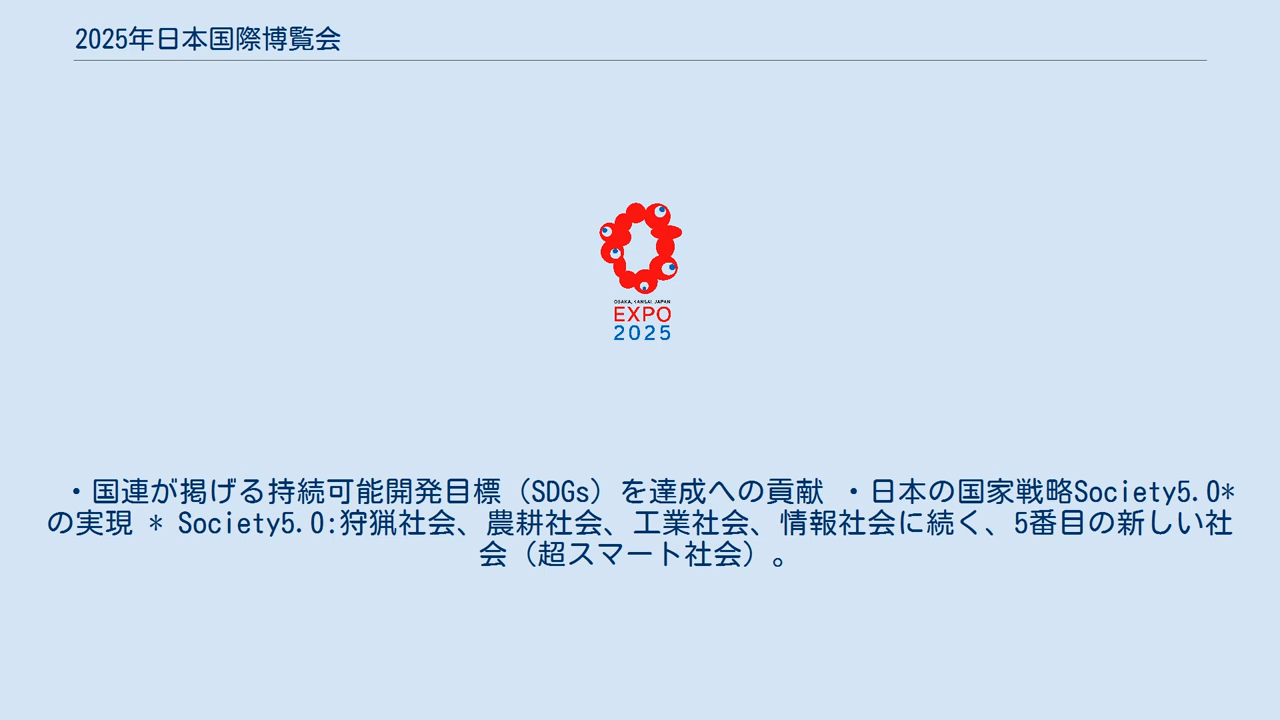 2025年日本国際博覧会
OSAKA, KANSAI, JAPAN
EXPO
2025
・国連が掲げる持続可能開発目標（SDGs）を達成への貢献 ・日本の国家戦略Society5.0*
の実現 * Society5.0:狩猟社会、農耕社会、工業社会、情報社会に続く、5番目の新しい社
会（超スマート社会）。